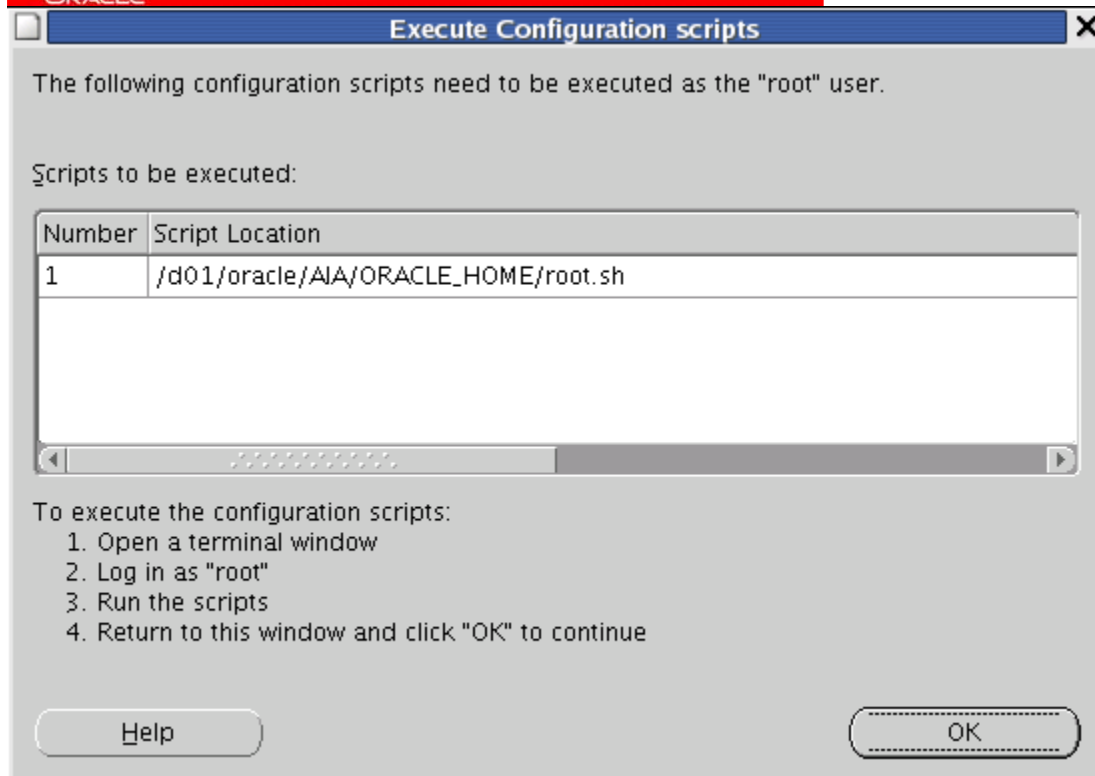 ORACLE
Execute Configuration scripts
The following configuration scripts need to be executed as the "root" user.
Scripts to be executed:
Number Script Location
1 /d01/oracle/AIA/ORACLE_HOME/root.sh
To execute the configuration scripts:
1. Open a terminal window
2. Log in as "root"
3. Run the scripts
4. Return to this window and click "OK" to continue
Help OK